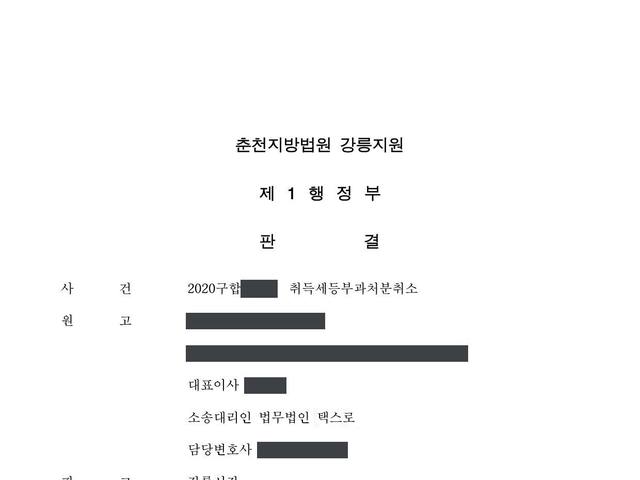 춘천지방법원 강릉지원
제 1 행 정 부
판 결
사 건 2020구합 취득세등부과처분취소
원 고
대표이사
소송대리인 법무법인 택스로
담당변호사